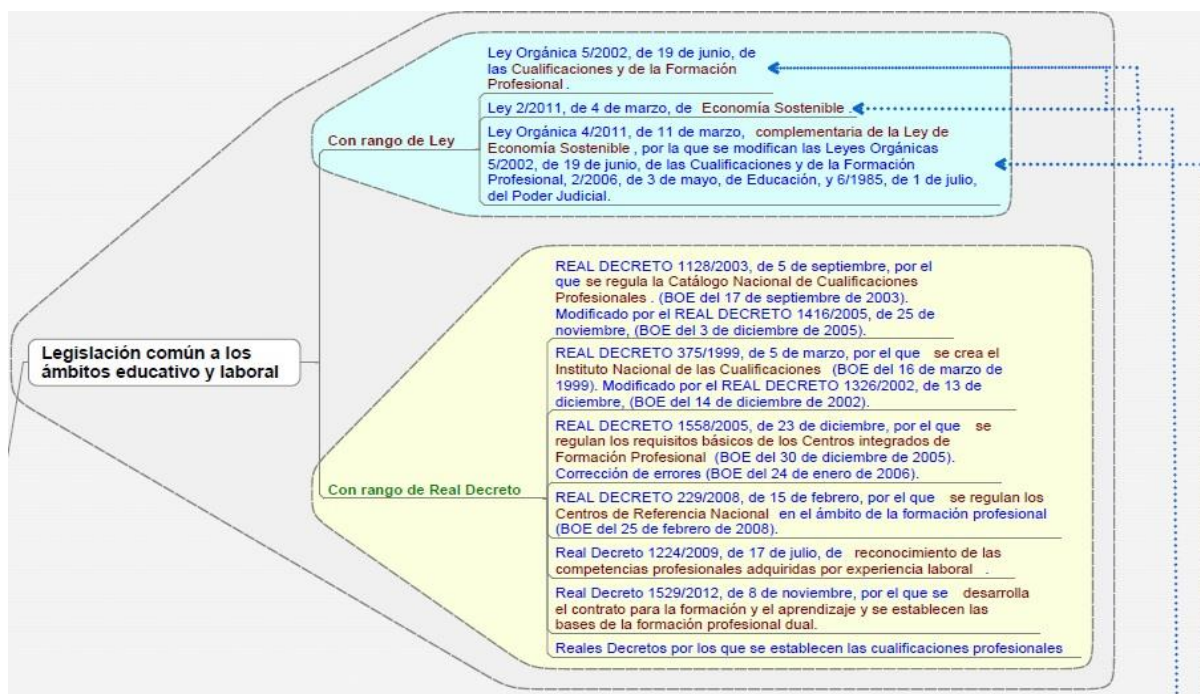 Ley Orgánica 5/2002, de 19 de junio, de
las Cualificaciones y de la Formación
Profesional .
Ley 2/2011, de 4 de marzo, de Economía Sostenible .
Con rango de Ley
Ley Orgánica 4/2011, de 11 de marzo, complementaria de la Ley de
Economía Sostenible , por la que se modifican las Leyes Orgánicas
5/2002, de 19 de junio, de las Cualificaciones y de la Formación
Profesional, 2/2006, de 3 de mayo, de Educación, y 6/1985, de 1 de julio,
del Poder Judicial.
Legislación común a los
ámbitos educativo y laboral
REAL DECRETO 1128/2003, de 5 de septiembre, por el
que se regula la Catálogo Nacional de Cualificaciones
Profesionales . (BOE del 17 de septiembre de 2003).
Modificado por el REAL DECRETO 1416/2005, de 25 de
noviembre, (BOE del 3 de diciembre de 2005).
REAL DECRETO 375/1999, de 5 de marzo, por el que se crea el
Instituto Nacional de las Cualificaciones (BOE del 16 de marzo de
1999). Modificado por el REAL DECRETO 1326/2002, de 13 de
diciembre, (BOE del 14 de diciembre de 2002).
REAL DECRETO 1558/2005, de 23 de diciembre, por el que se
regulan los requisitos básicos de los Centros integrados de
Formación Profesional (BOE del 30 de diciembre de 2005).
Corrección de errores (BOE del 24 de enero de 2006).
Con rango de Real Decreto
REAL DECRETO 229/2008, de 15 de febrero, por el que se regulan los
Centros de Referencia Nacional en el ámbito de la formación profesional
(BOE del 25 de febrero de 2008).
Real Decreto 1224/2009, de 17 de julio, de reconocimiento de las
competencias profesionales adquiridas por experiencia laboral .
Real Decreto 1529/2012, de 8 de noviembre, por el que se desarrolla
el contrato para la formación y el aprendizaje y se establecen las
bases de la formación profesional dual.
Reales Decretos por los que se establecen las cualificaciones profesionales